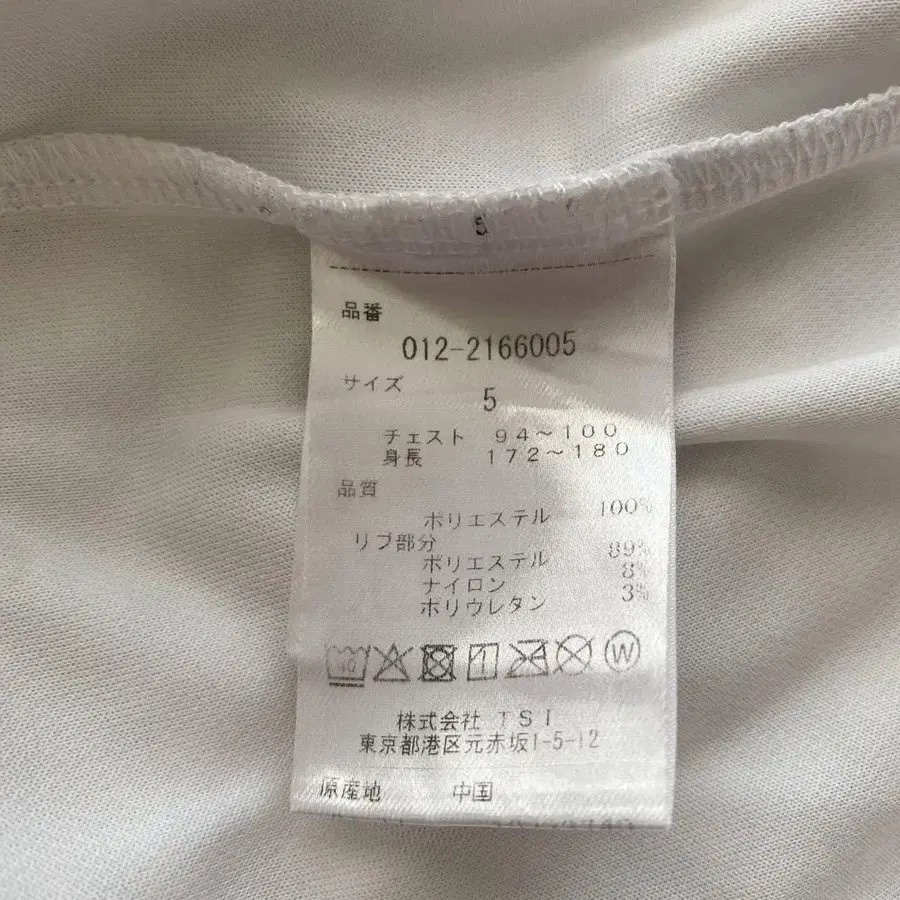 5
品番
012-2166005
サイズ
5
チェスト 94～100
身長 172～180
品質
ポリエステル 100%
リブ部分
ポリエステル 89%
ナイロン 8%
ポリウレタン 3%
40
W
株式会社 TSI
東京都港区元赤坂1-5-12
原産地 中国